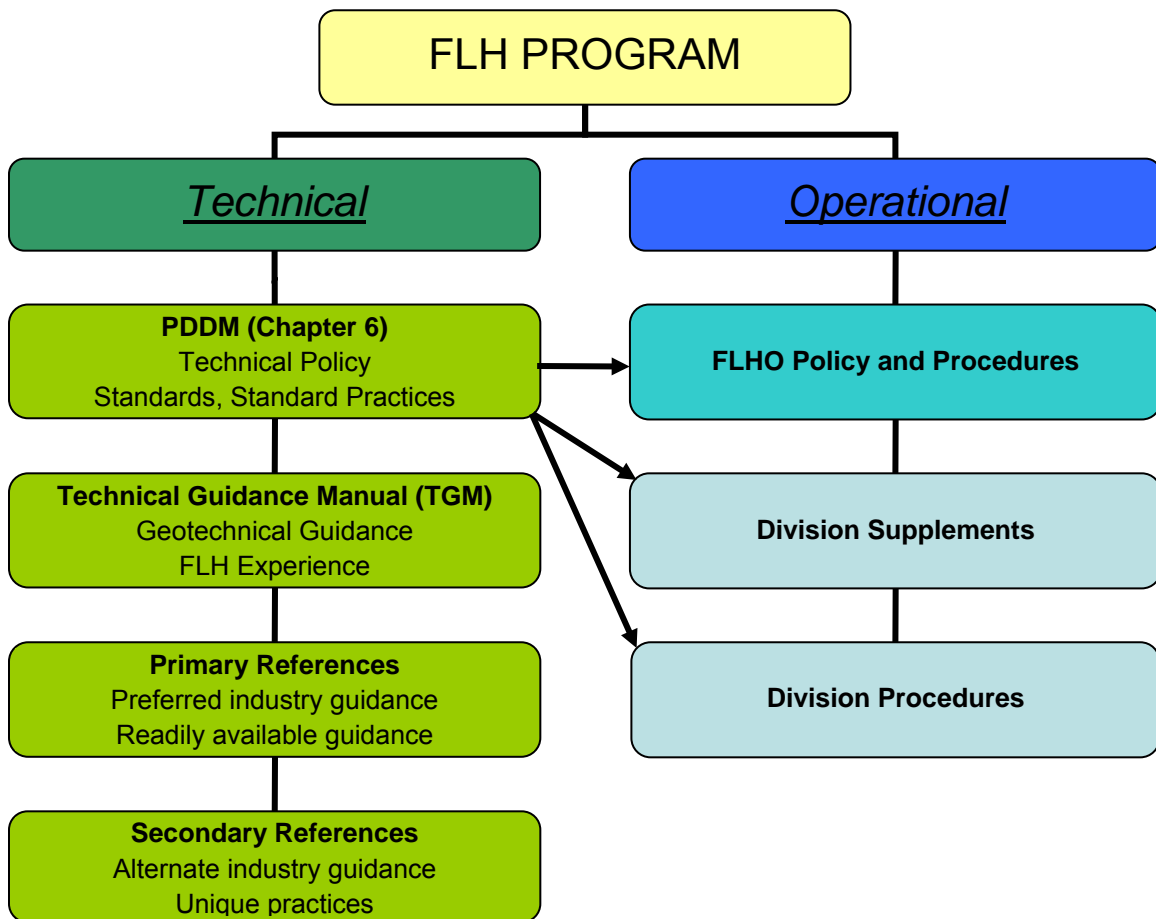 FLH PROGRAM
Technical
Operational
PDDM (Chapter 6)
Technical Policy
Standards, Standard Practices
FLHO Policy and Procedures
Technical Guidance Manual (TGM)
Geotechnical Guidance
FLH Experience
Division Supplements
Primary References
Preferred industry guidance
Readily available guidance
Division Procedures
Secondary References
Alternate industry guidance
Unique practices